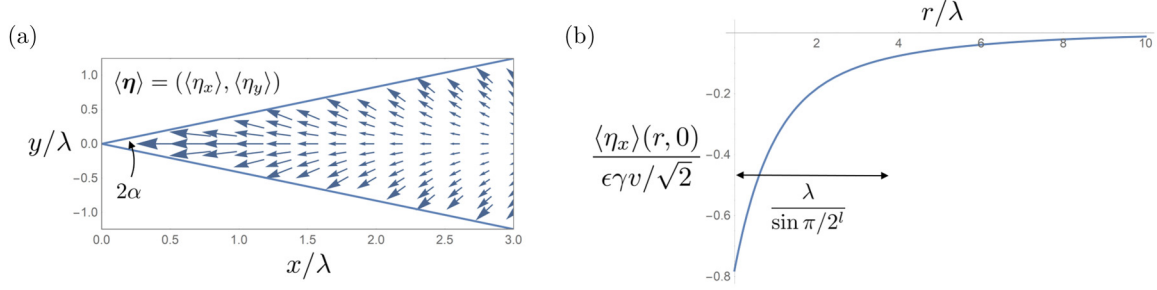 (a)
⟨η⟩ = (⟨η_x⟩, ⟨η_y⟩)
1.0
0.5
0.0
−0.5
−1.0
y/λ
2α
0.0 0.5 1.0 1.5 2.0 2.5 3.0
x/λ
(b)
r/λ
2 4 6 8 10
−0.2
−0.4
−0.6
−0.8
⟨η_x⟩(r, 0)
ϵγv/√2
λ
sin π/2^l